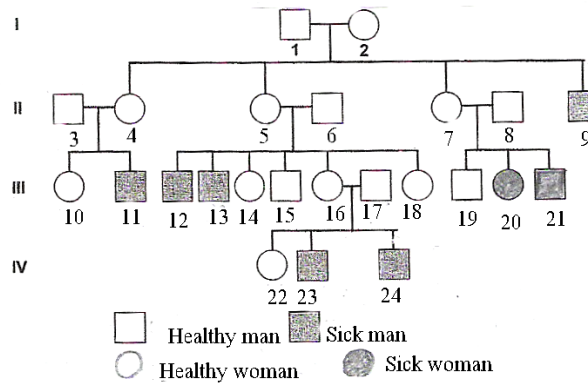 I
1 2
II
3 4 5 6 7 8 9
III
10 11 12 13 14 15 16 17 18 19 20 21
IV
22 23 24
Healthy man Sick man
Healthy woman Sick woman